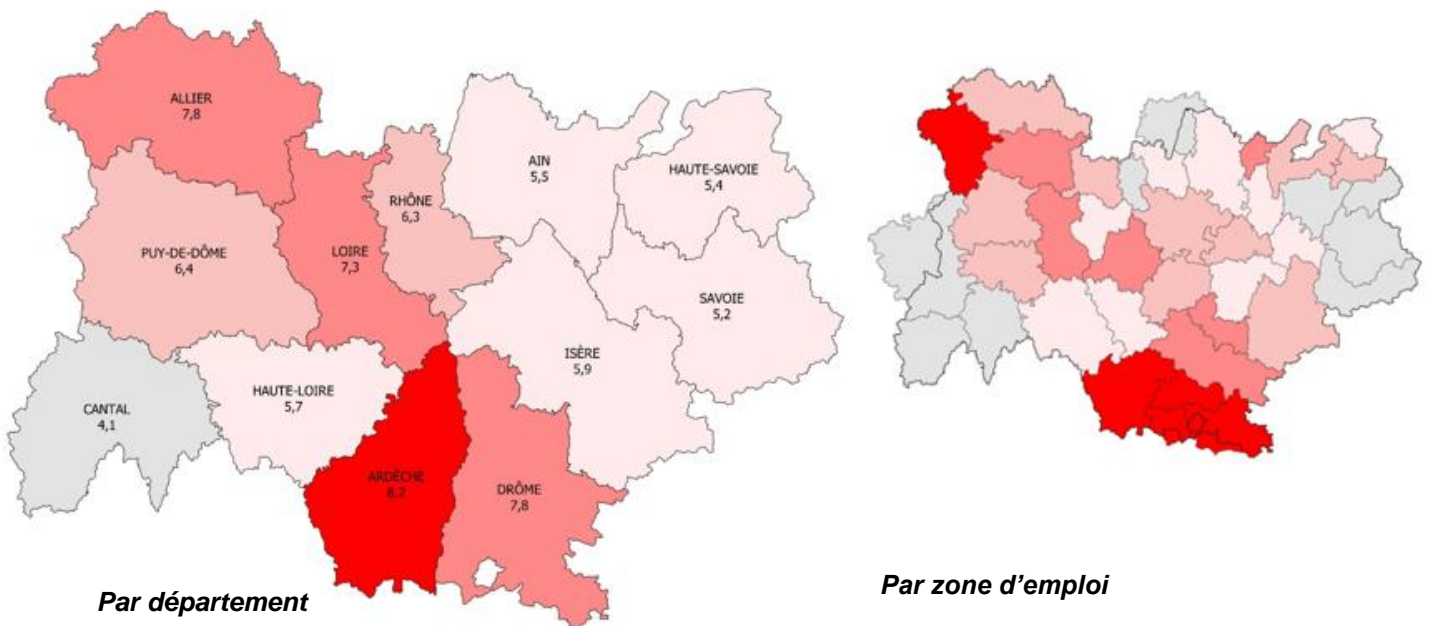 ALLIER
7,8
AIN
5,5
HAUTE-SAVOIE
5,4
RHÔNE
6,3
PUY-DE-DÔME
6,4
LOIRE
7,3
SAVOIE
5,2
ISÈRE
5,9
HAUTE-LOIRE
5,7
CANTAL
4,1
ARDÈCHE
8,2
DRÔME
7,8
Par département
Par zone d’emploi